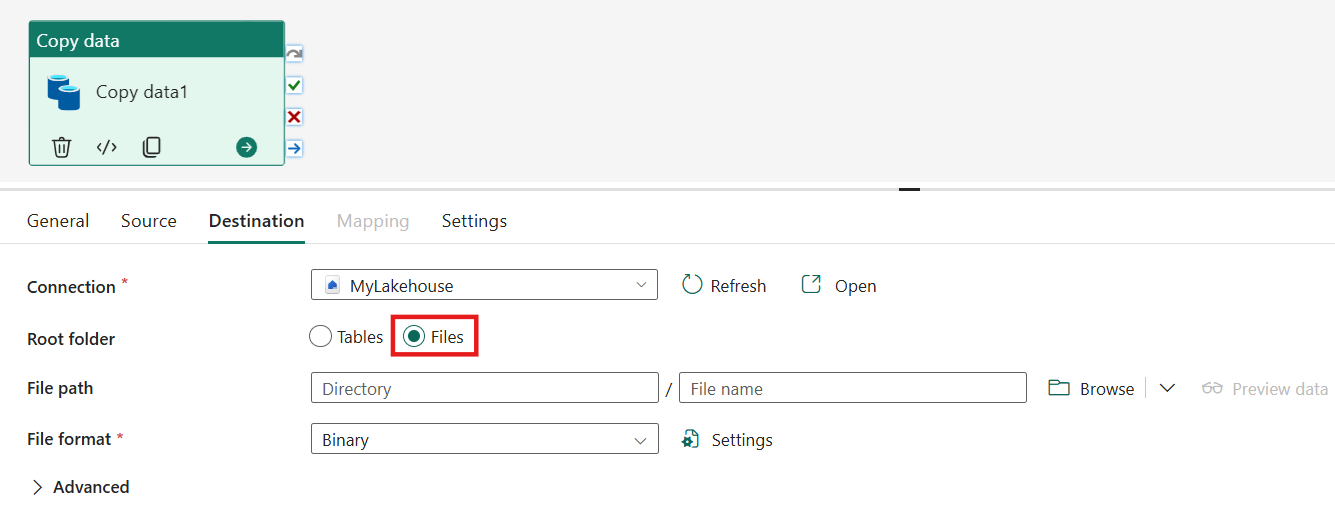 Copy data
Copy data1
General Source Destination Mapping Settings
Connection * MyLakehouse Refresh Open
Root folder Tables Files
File path Directory / File name Browse Preview data
File format * Binary Settings
Advanced